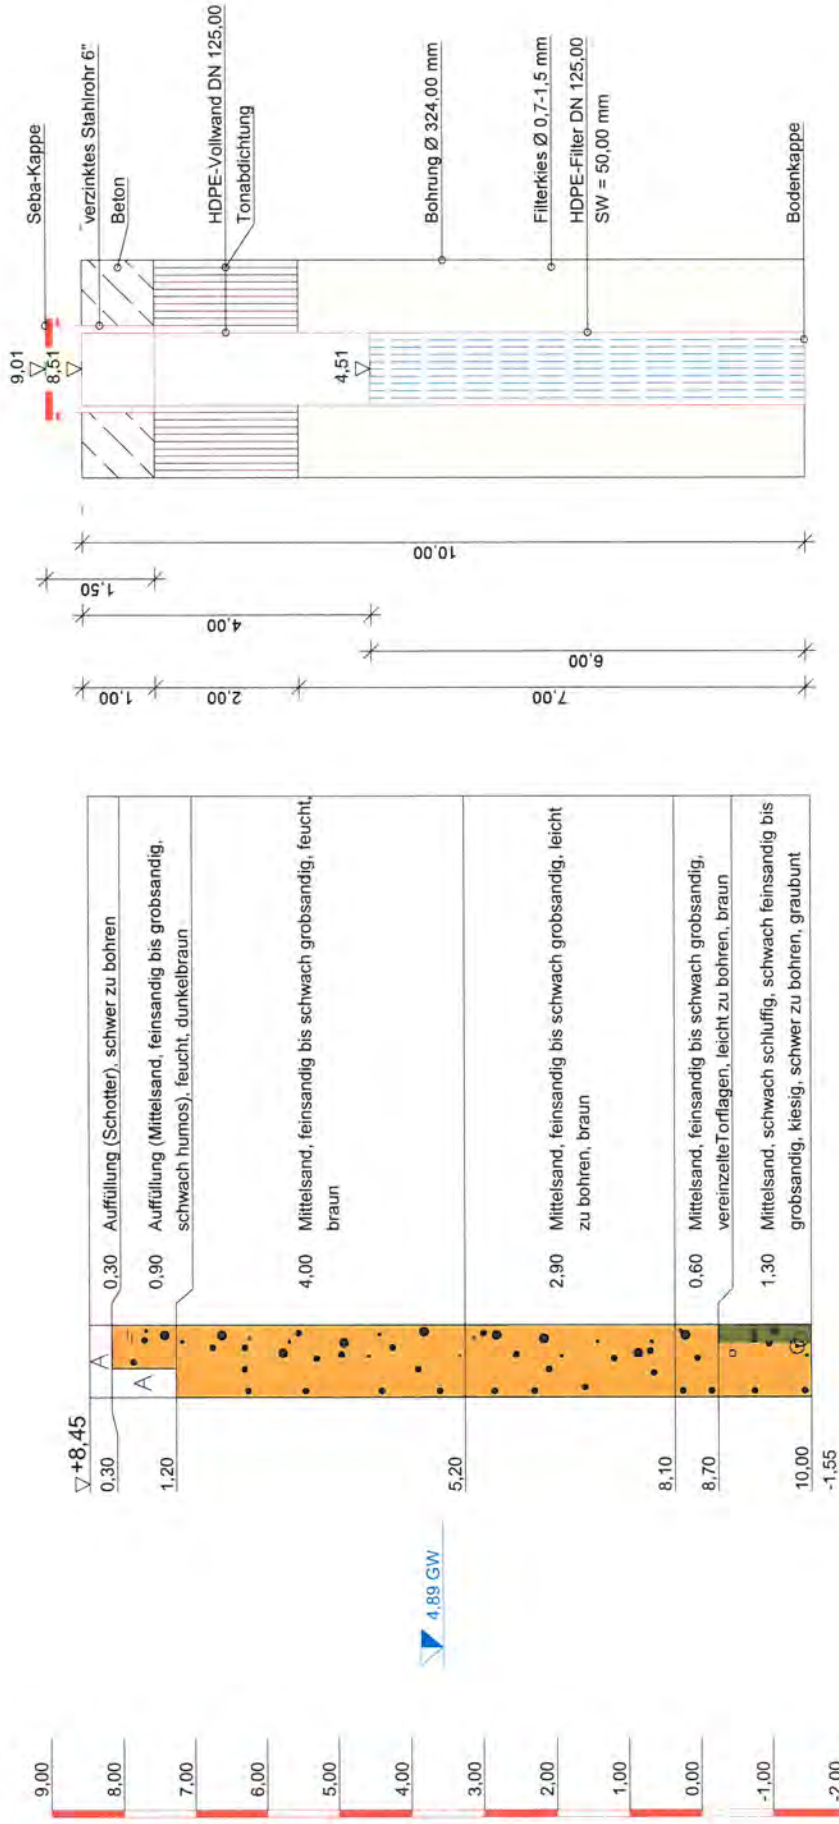 9,00
8,00
7,00
6,00
5,00
4,00
3,00
2,00
1,00
0,00
-1,00
-2,00
4,89 GW
+8,45
0,30
1,20
5,20
8,10
8,70
10,00
-1,55
A
A
0,30 Auffüllung (Schotter), schwer zu bohren
0,90 Auffüllung (Mittelsand, feinsandig bis grobsandig,
schwach humos), feucht, dunkelbraun
4,00 Mittelsand, feinsandig bis schwach grobsandig, feucht,
braun
2,90 Mittelsand, feinsandig bis schwach grobsandig, leicht
zu bohren, braun
0,60 Mittelsand, feinsandig bis schwach grobsandig,
vereinzelteTorflagen, leicht zu bohren, braun
1,30 Mittelsand, schwach schluffig, schwach feinsandig bis
grobsandig, kiesig, schwer zu bohren, graubunt
1,00
2,00
7,00
6,00
4,00
1,50
10,00
9,01
8,51
4,51
Seba-Kappe
verzinktes Stahlrohr 6"
Beton
HDPE-Vollwand DN 125,00
Tonabdichtung
Bohrung Ø 324,00 mm
Filterkies Ø 0,7-1,5 mm
HDPE-Filter DN 125,00
SW = 50,00 mm
Bodenkappe